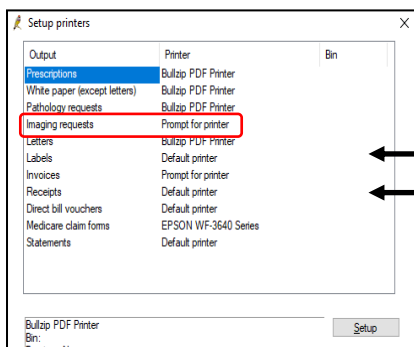 Setup printers
Output Printer Bin
Prescriptions Bullzip PDF Printer
White paper (except letters) Bullzip PDF Printer
Pathology requests Bullzip PDF Printer
Imaging requests Prompt for printer
Letters Bullzip PDF Printer
Labels Default printer
Invoices Prompt for printer
Receipts Default printer
Direct bill vouchers Default printer
Medicare claim forms EPSON WF-3640 Series
Statements Default printer
Bullzip PDF Printer
Bin:
Setup